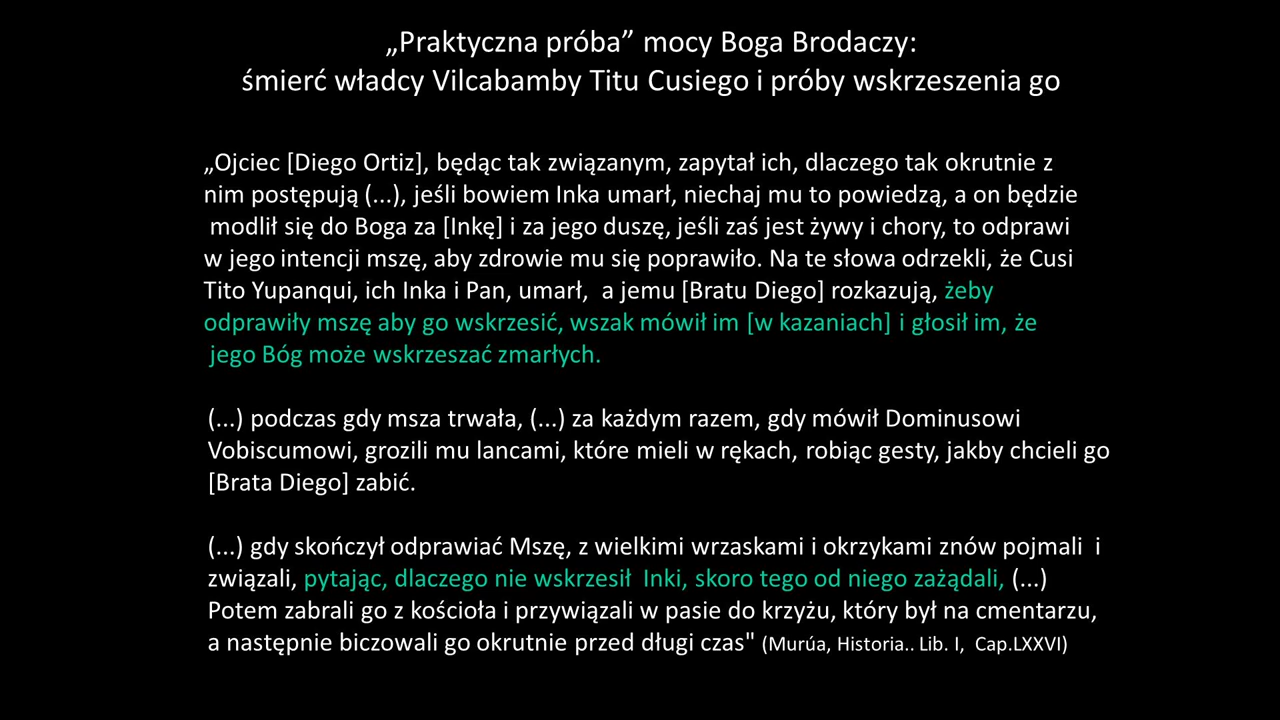 „Praktyczna próba” mocy Boga Brodaczy:
śmierć władcy Vilcabamby Titu Cusiego i próby wskrzeszenia go
„Ojciec [Diego Ortiz], będąc tak związanym, zapytał ich, dlaczego tak okrutnie z
nim postępują (...), jeśli bowiem Inka umarł, niechaj mu to powiedzą, a on będzie
modlił się do Boga za [Inkę] i za jego duszę, jeśli zaś jest żywy i chory, to odprawi
w jego intencji mszę, aby zdrowie mu się poprawiło. Na te słowa odrzekli, że Cusi
Tito Yupanqui, ich Inka i Pan, umarł, a jemu [Bratu Diego] rozkazują, żeby
odprawiły mszę aby go wskrzesić, wszak mówił im [w kazaniach] i głosił im, że
jego Bóg może wskrzeszać zmarłych.
(...) podczas gdy msza trwała, (...) za każdym razem, gdy mówił Dominusowi
Vobiscumowi, grozili mu lancami, które mieli w rękach, robiąc gesty, jakby chcieli go
[Brata Diego] zabić.
(...) gdy skończył odprawiać Mszę, z wielkimi wrzaskami i okrzykami znów pojmali i
związali, pytając, dlaczego nie wskrzesił Inki, skoro tego od niego zażądali, (...)
Potem zabrali go z kościoła i przywiązali w pasie do krzyżu, który był na cmentarzu,
a następnie biczowali go okrutnie przed długi czas" (Murúa, Historia.. Lib. I, Cap.LXXVI)